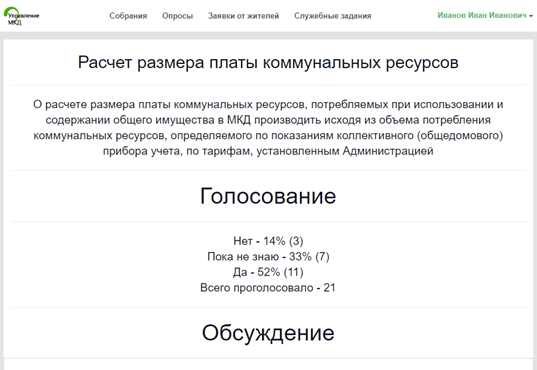 Управление
МКД
Собрания Опросы Заявки от жителей Служебные задания Иванов Иван Иванович
Расчет размера платы коммунальных ресурсов
О расчете размера платы коммунальных ресурсов, потребляемых при использовании и
содержании общего имущества в МКД производить исходя из объема потребления
коммунальных ресурсов, определяемого по показаниям коллективного (общедомового)
прибора учета, по тарифам, установленным Администрацией
Голосование
Нет - 14% (3)
Пока не знаю - 33% (7)
Да - 52% (11)
Всего проголосовало - 21
Обсуждение